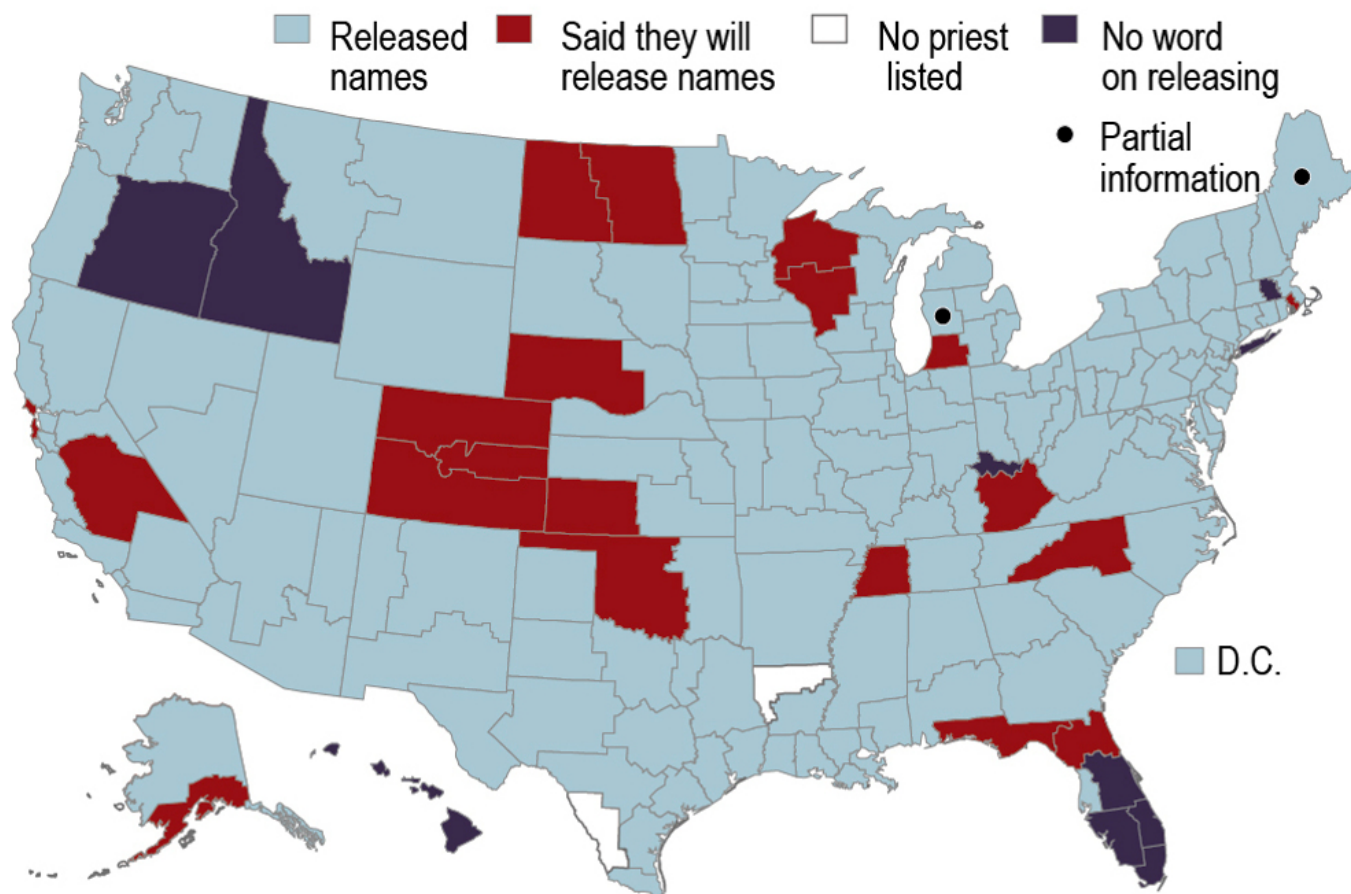 Released names
Said they will release names
No priest listed
No word on releasing
Partial information
D.C.